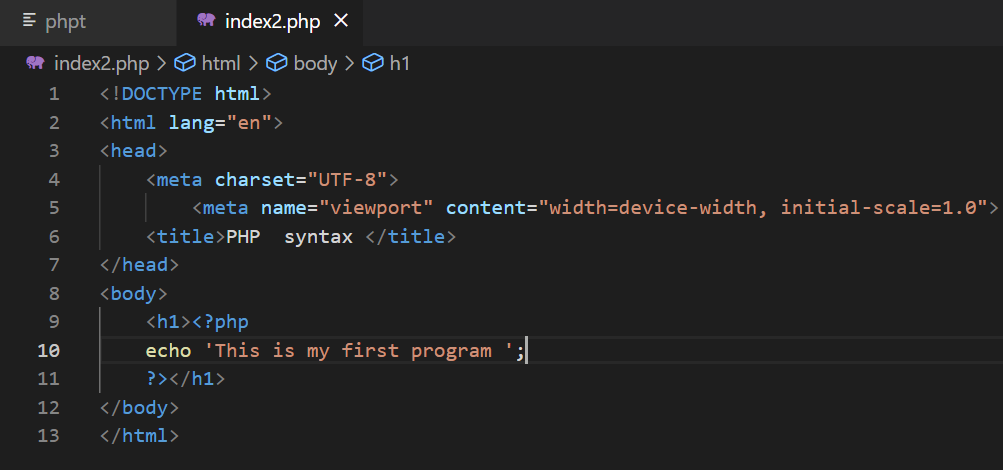 phpt index2.php
index2.php > html > body > h1
1 <!DOCTYPE html>
2 <html lang="en">
3 <head>
4     <meta charset="UTF-8">
5         <meta name="viewport" content="width=device-width, initial-scale=1.0">
6     <title>PHP  syntax </title>
7 </head>
8 <body>
9     <h1><?php
10     echo 'This is my first program ';
11     ?></h1>
12 </body>
13 </html>